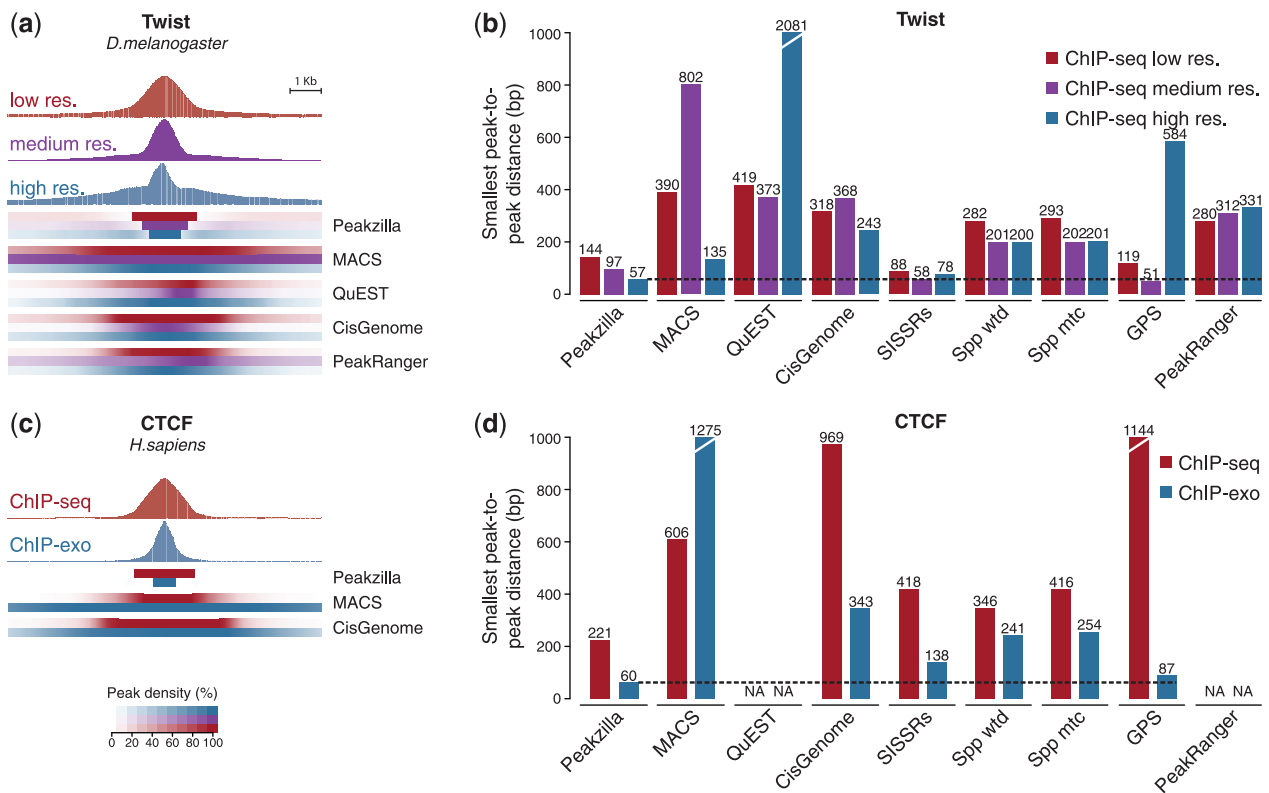 (a)
Twist
D.melanogaster
1 Kb
low res.
medium res.
high res.
Peakzilla
MACS
QuEST
CisGenome
PeakRanger
(b)
Twist
Smallest peak-to-
peak distance (bp)
1000
800
600
400
200
0
ChIP-seq low res.
ChIP-seq medium res.
ChIP-seq high res.
144 97 57
390 802 135
419 373 2081
318 368 243
88 58 78
282 201 200
293 202 201
119 51 584
280 312 331
Peakzilla
MACS
QuEST
CisGenome
SISSRs
Spp wtd
Spp mtc
GPS
PeakRanger
(c)
CTCF
H.sapiens
ChIP-seq
ChIP-exo
Peakzilla
MACS
CisGenome
Peak density (%)
0 20 40 60 80 100
(d)
CTCF
Smallest peak-to-
peak distance (bp)
1000
800
600
400
200
0
ChIP-seq
ChIP-exo
221 60
606 1275
NA NA
969 343
418 138
346 241
416 254
1144 87
NA NA
Peakzilla
MACS
QuEST
CisGenome
SISSRs
Spp wtd
Spp mtc
GPS
PeakRanger